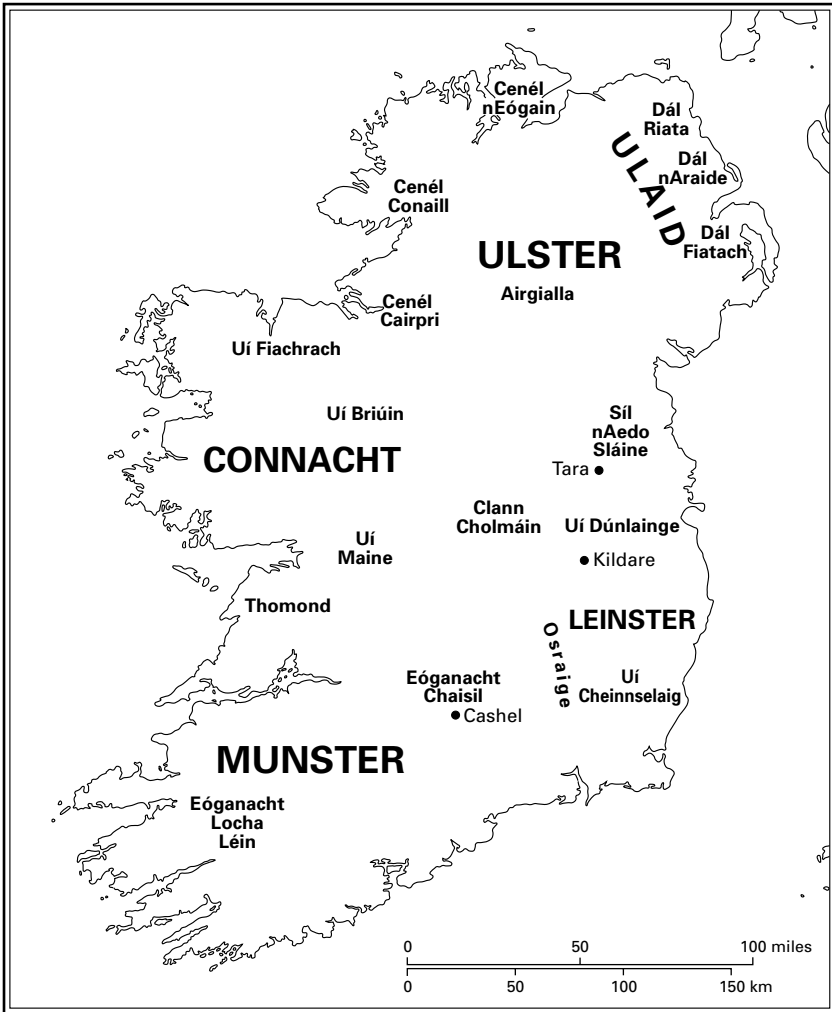 Cenél
nEógain
Dál
Riata
Dál
nAraide
ULAID
Cenél
Conaill
Dál
Fiatach
ULSTER
Airgialla
Cenél
Cairpri
Uí Fiachrach
Uí Briúin
Síl
nAedo
Sláine
CONNACHT
Tara
Clann
Cholmáin
Uí Dúnlainge
Uí
Maine
Kildare
Thomond
LEINSTER
Osraige
Eóganacht
Chaisil
Uí
Cheinnselaig
Cashel
MUNSTER
Eóganacht
Locha
Léin
0 50 100 miles
0 50 100 150 km